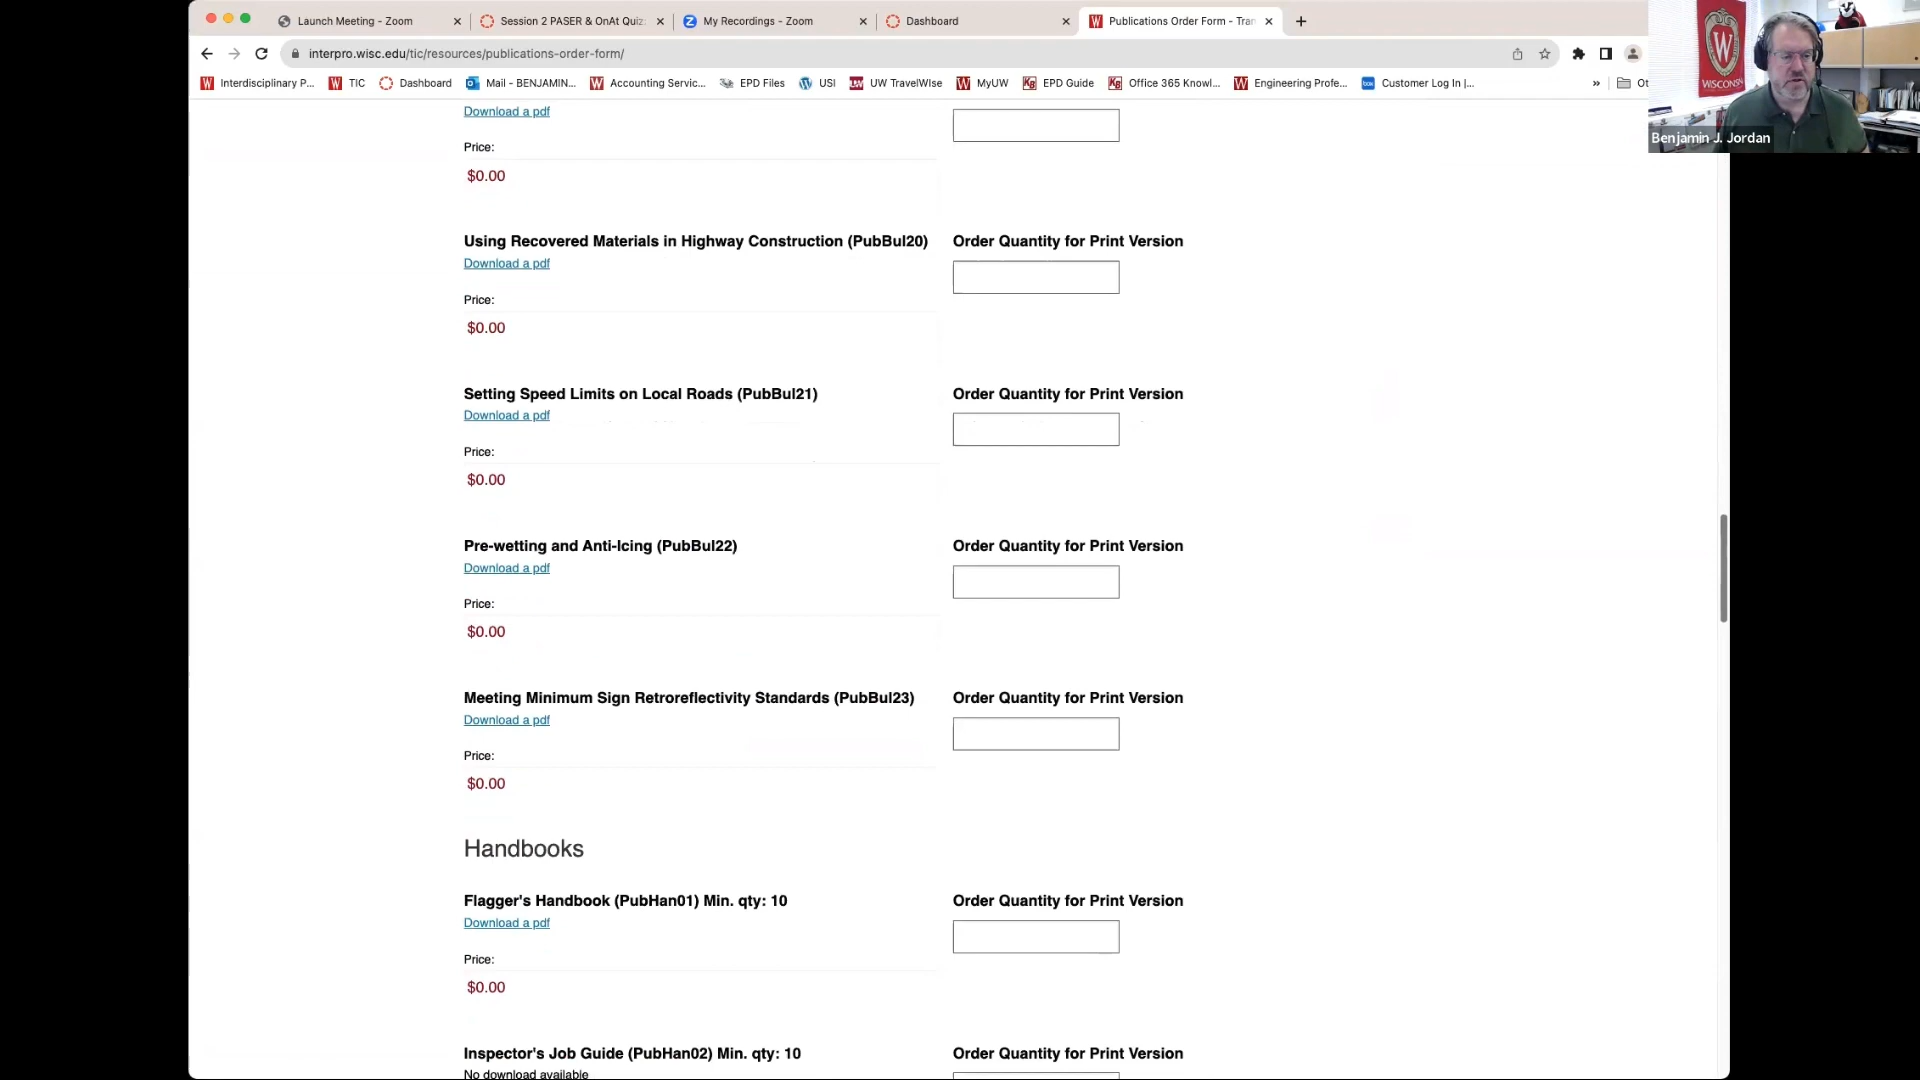 Launch Meeting - Zoom
Session 2 PASER & OnAt Quiz:
My Recordings - Zoom
Dashboard
Publications Order Form - Tran
interpro.wisc.edu/tic/resources/publications-order-form/
Interdisciplinary P...
TIC
Dashboard
Mail - BENJAMIN...
Accounting Servic...
EPD Files
USI
UW TravelWIse
MyUW
EPD Guide
Office 365 Knowl...
Engineering Profe...
Customer Log In |...
»
Ot
W
WISCONSIN
Benjamin J. Jordan
Download a pdf
Price:
$0.00
Using Recovered Materials in Highway Construction (PubBul20)
Order Quantity for Print Version
Download a pdf
Price:
$0.00
Setting Speed Limits on Local Roads (PubBul21)
Order Quantity for Print Version
Download a pdf
Price:
$0.00
Pre-wetting and Anti-Icing (PubBul22)
Order Quantity for Print Version
Download a pdf
Price:
$0.00
Meeting Minimum Sign Retroreflectivity Standards (PubBul23)
Order Quantity for Print Version
Download a pdf
Price:
$0.00
Handbooks
Flagger's Handbook (PubHan01) Min. qty: 10
Order Quantity for Print Version
Download a pdf
Price:
$0.00
Inspector's Job Guide (PubHan02) Min. qty: 10
Order Quantity for Print Version
No download available